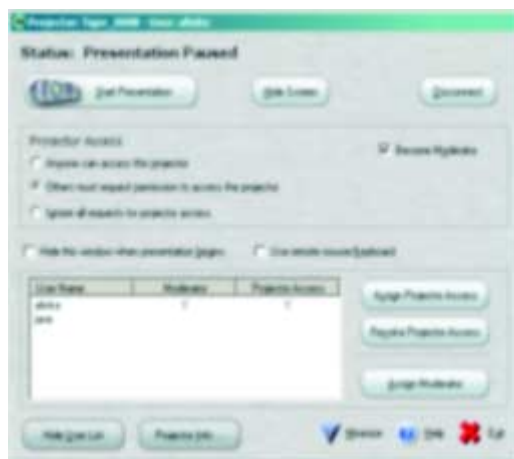 Status: Presentation Paused
Start Presentation
Hide Screen
Disconnect
Projector Access
Become Moderator
Anyone can access the projector
Others must request permission to access the projector
Ignore all requests for projector access
Hide this window when presentation begins
Use remote mouse/keyboard
User Name Moderator Projector Access
Assign Projector Access
Revoke Projector Access
Assign Moderator
Hide User List
Projector Info
Minimize Help Exit